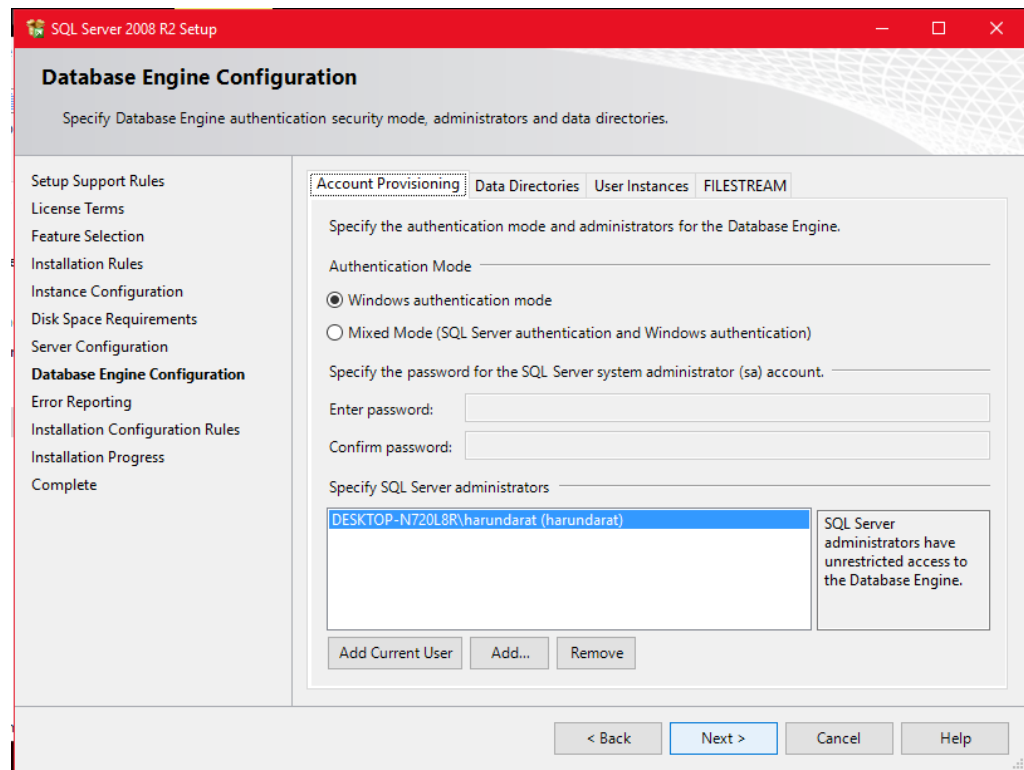 SQL Server 2008 R2 Setup
Database Engine Configuration
Specify Database Engine authentication security mode, administrators and data directories.
Setup Support Rules
License Terms
Feature Selection
Installation Rules
Instance Configuration
Disk Space Requirements
Server Configuration
Database Engine Configuration
Error Reporting
Installation Configuration Rules
Installation Progress
Complete
Account Provisioning
Data Directories
User Instances
FILESTREAM
Specify the authentication mode and administrators for the Database Engine.
Authentication Mode
Windows authentication mode
Mixed Mode (SQL Server authentication and Windows authentication)
Specify the password for the SQL Server system administrator (sa) account.
Enter password:
Confirm password:
Specify SQL Server administrators
DESKTOP-N720L8R\harundarat (harundarat)
SQL Server
administrators have
unrestricted access to
the Database Engine.
Add Current User
Add...
Remove
< Back
Next >
Cancel
Help